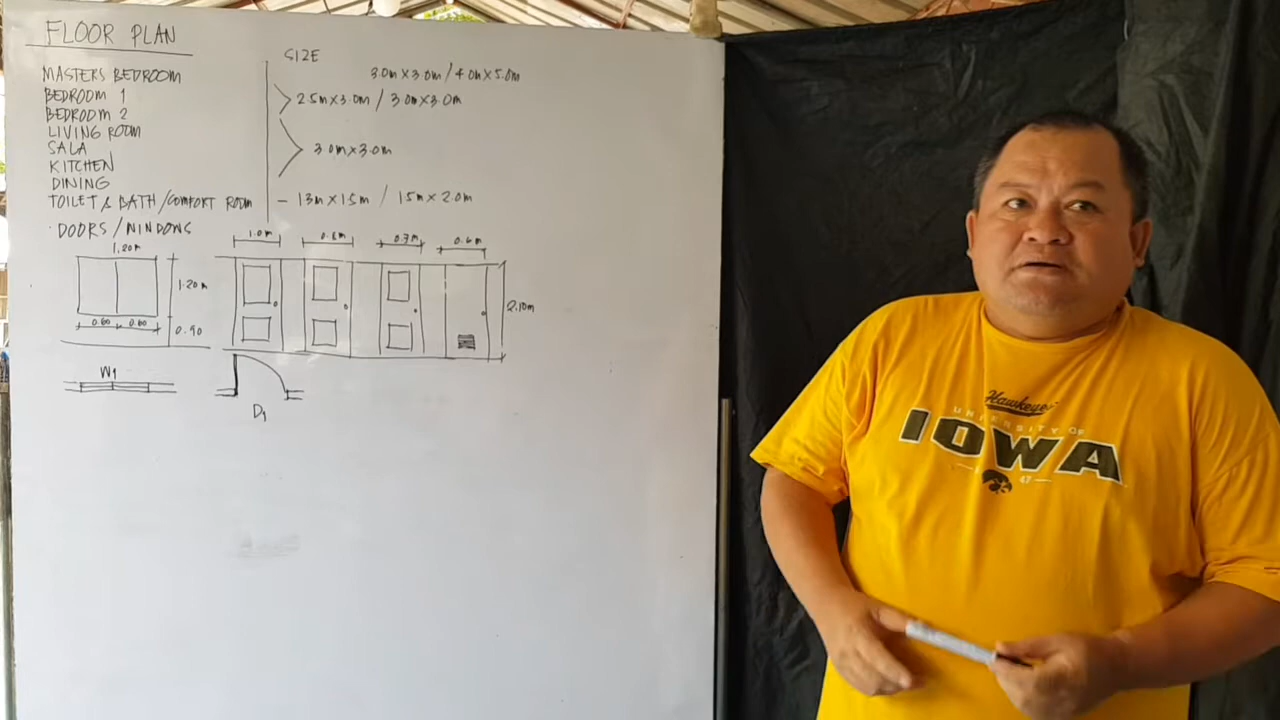 FLOOR PLAN
SIZE
MASTERS BEDROOM 3.0m X 3.0m / 4.0m X 5.0m
BEDROOM 1 2.5m X 3.0m / 3.0m X 3.0m
BEDROOM 2
LIVING ROOM
SALA 3.0m X 3.0m
KITCHEN
DINING
TOILET & BATH / COMFORT ROOM - 1.3m X 1.5m / 1.5m X 2.0m
DOORS / WINDOWS
1.20m 1.0m 0.8m 0.7m 0.6m
1.20m
2.10m
0.60 0.60 0.90
W1
D1
Hawkeyes
UNIVERSITY OF
IOWA
47